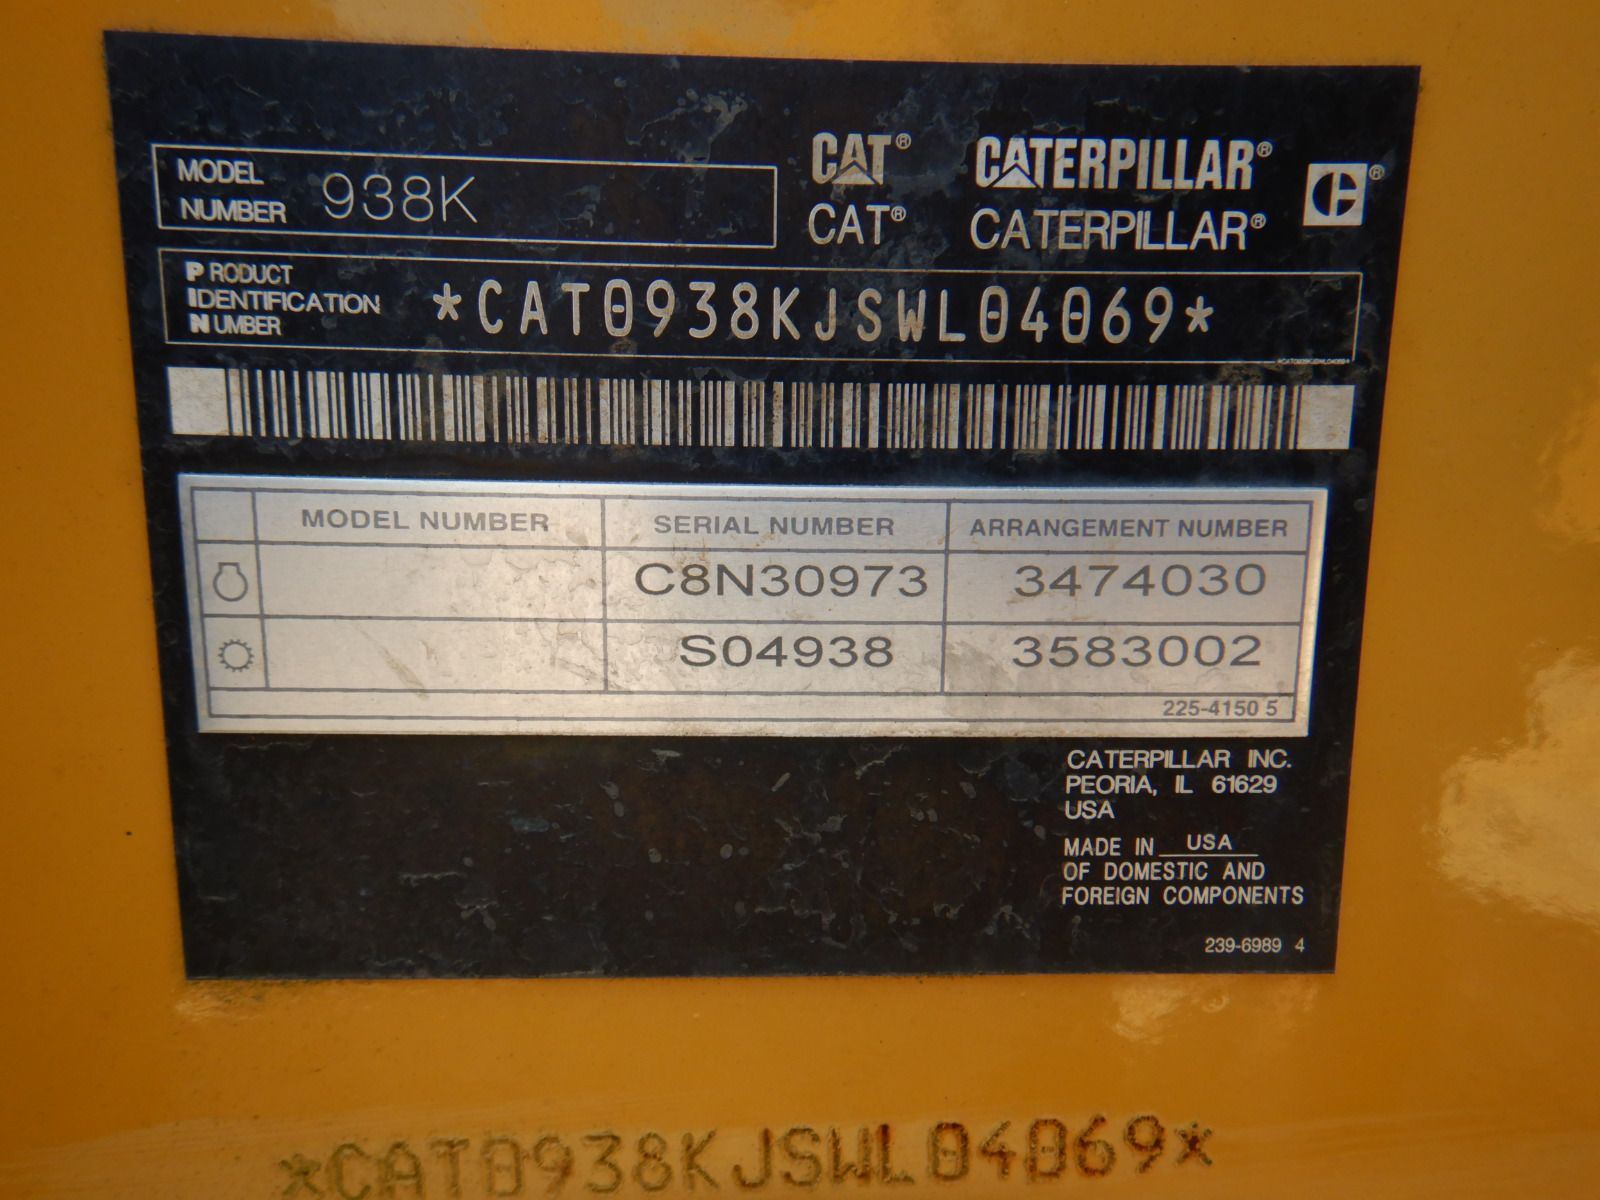 MODEL NUMBER 938K
CAT® CATERPILLAR®
CAT® CATERPILLAR®
PRODUCT IDENTIFICATION NUMBER *CAT0938KJSWL04069*
*CAT0938KJSWL04069*
MODEL NUMBER SERIAL NUMBER ARRANGEMENT NUMBER
C8N30973 3474030
S04938 3583002
225-4150 5
CATERPILLAR INC.
PEORIA, IL 61629
USA
MADE IN USA
OF DOMESTIC AND
FOREIGN COMPONENTS
239-6989 4
*CAT0938KJSWL04069*